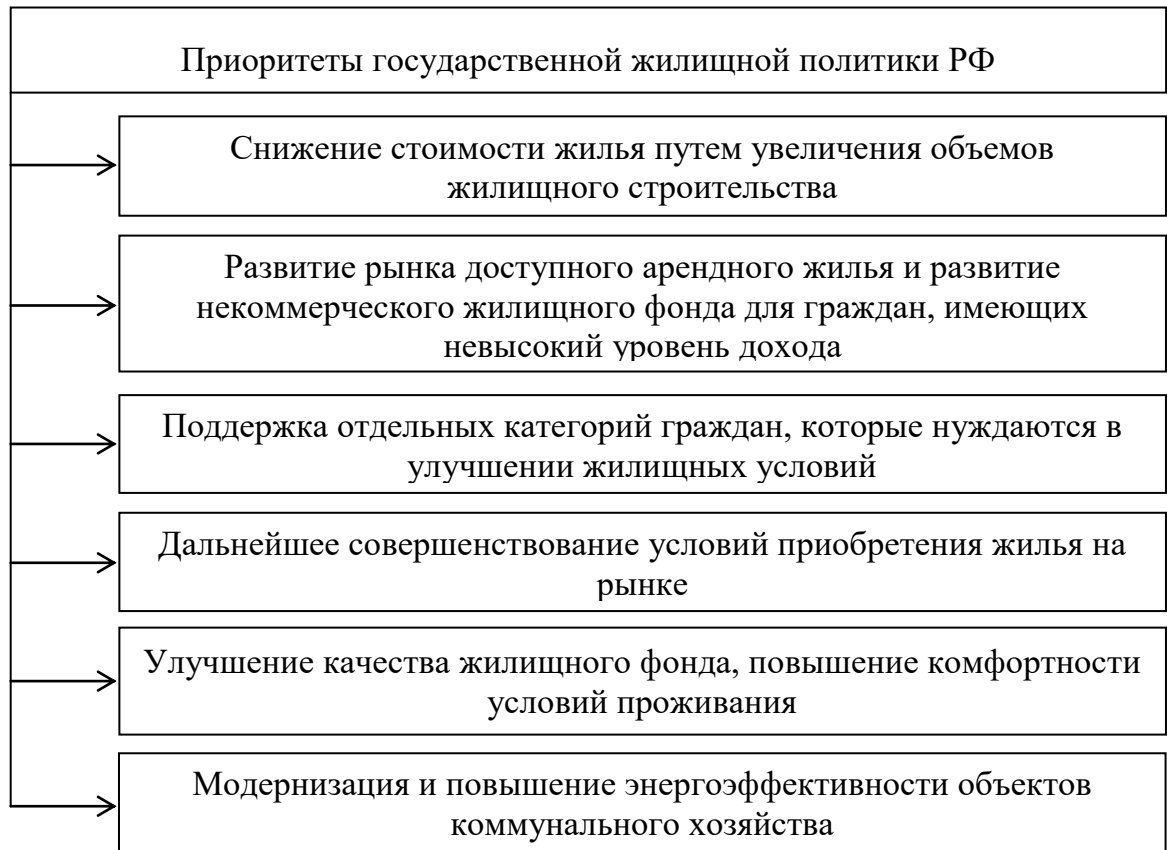 Приоритеты государственной жилищной политики РФ
Снижение стоимости жилья путем увеличения объемов
жилищного строительства
Развитие рынка доступного арендного жилья и развитие
некоммерческого жилищного фонда для граждан, имеющих
невысокий уровень дохода
Поддержка отдельных категорий граждан, которые нуждаются в
улучшении жилищных условий
Дальнейшее совершенствование условий приобретения жилья на
рынке
Улучшение качества жилищного фонда, повышение комфортности
условий проживания
Модернизация и повышение энергоэффективности объектов
коммунального хозяйства